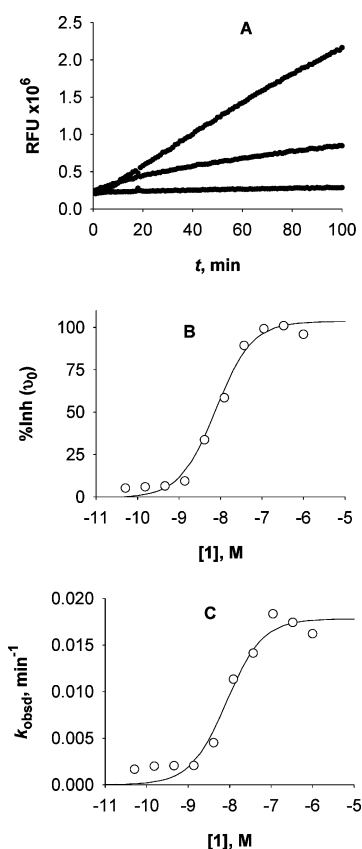 A
RFU x10⁶
2.5
2.0
1.5
1.0
0.5
0.0
0 20 40 60 80 100
t, min
B
%Inh (υ₀)
100
75
50
25
0
-11 -10 -9 -8 -7 -6 -5
[1], M
C
kobsd, min⁻¹
0.020
0.015
0.010
0.005
0.000
-11 -10 -9 -8 -7 -6 -5
[1], M